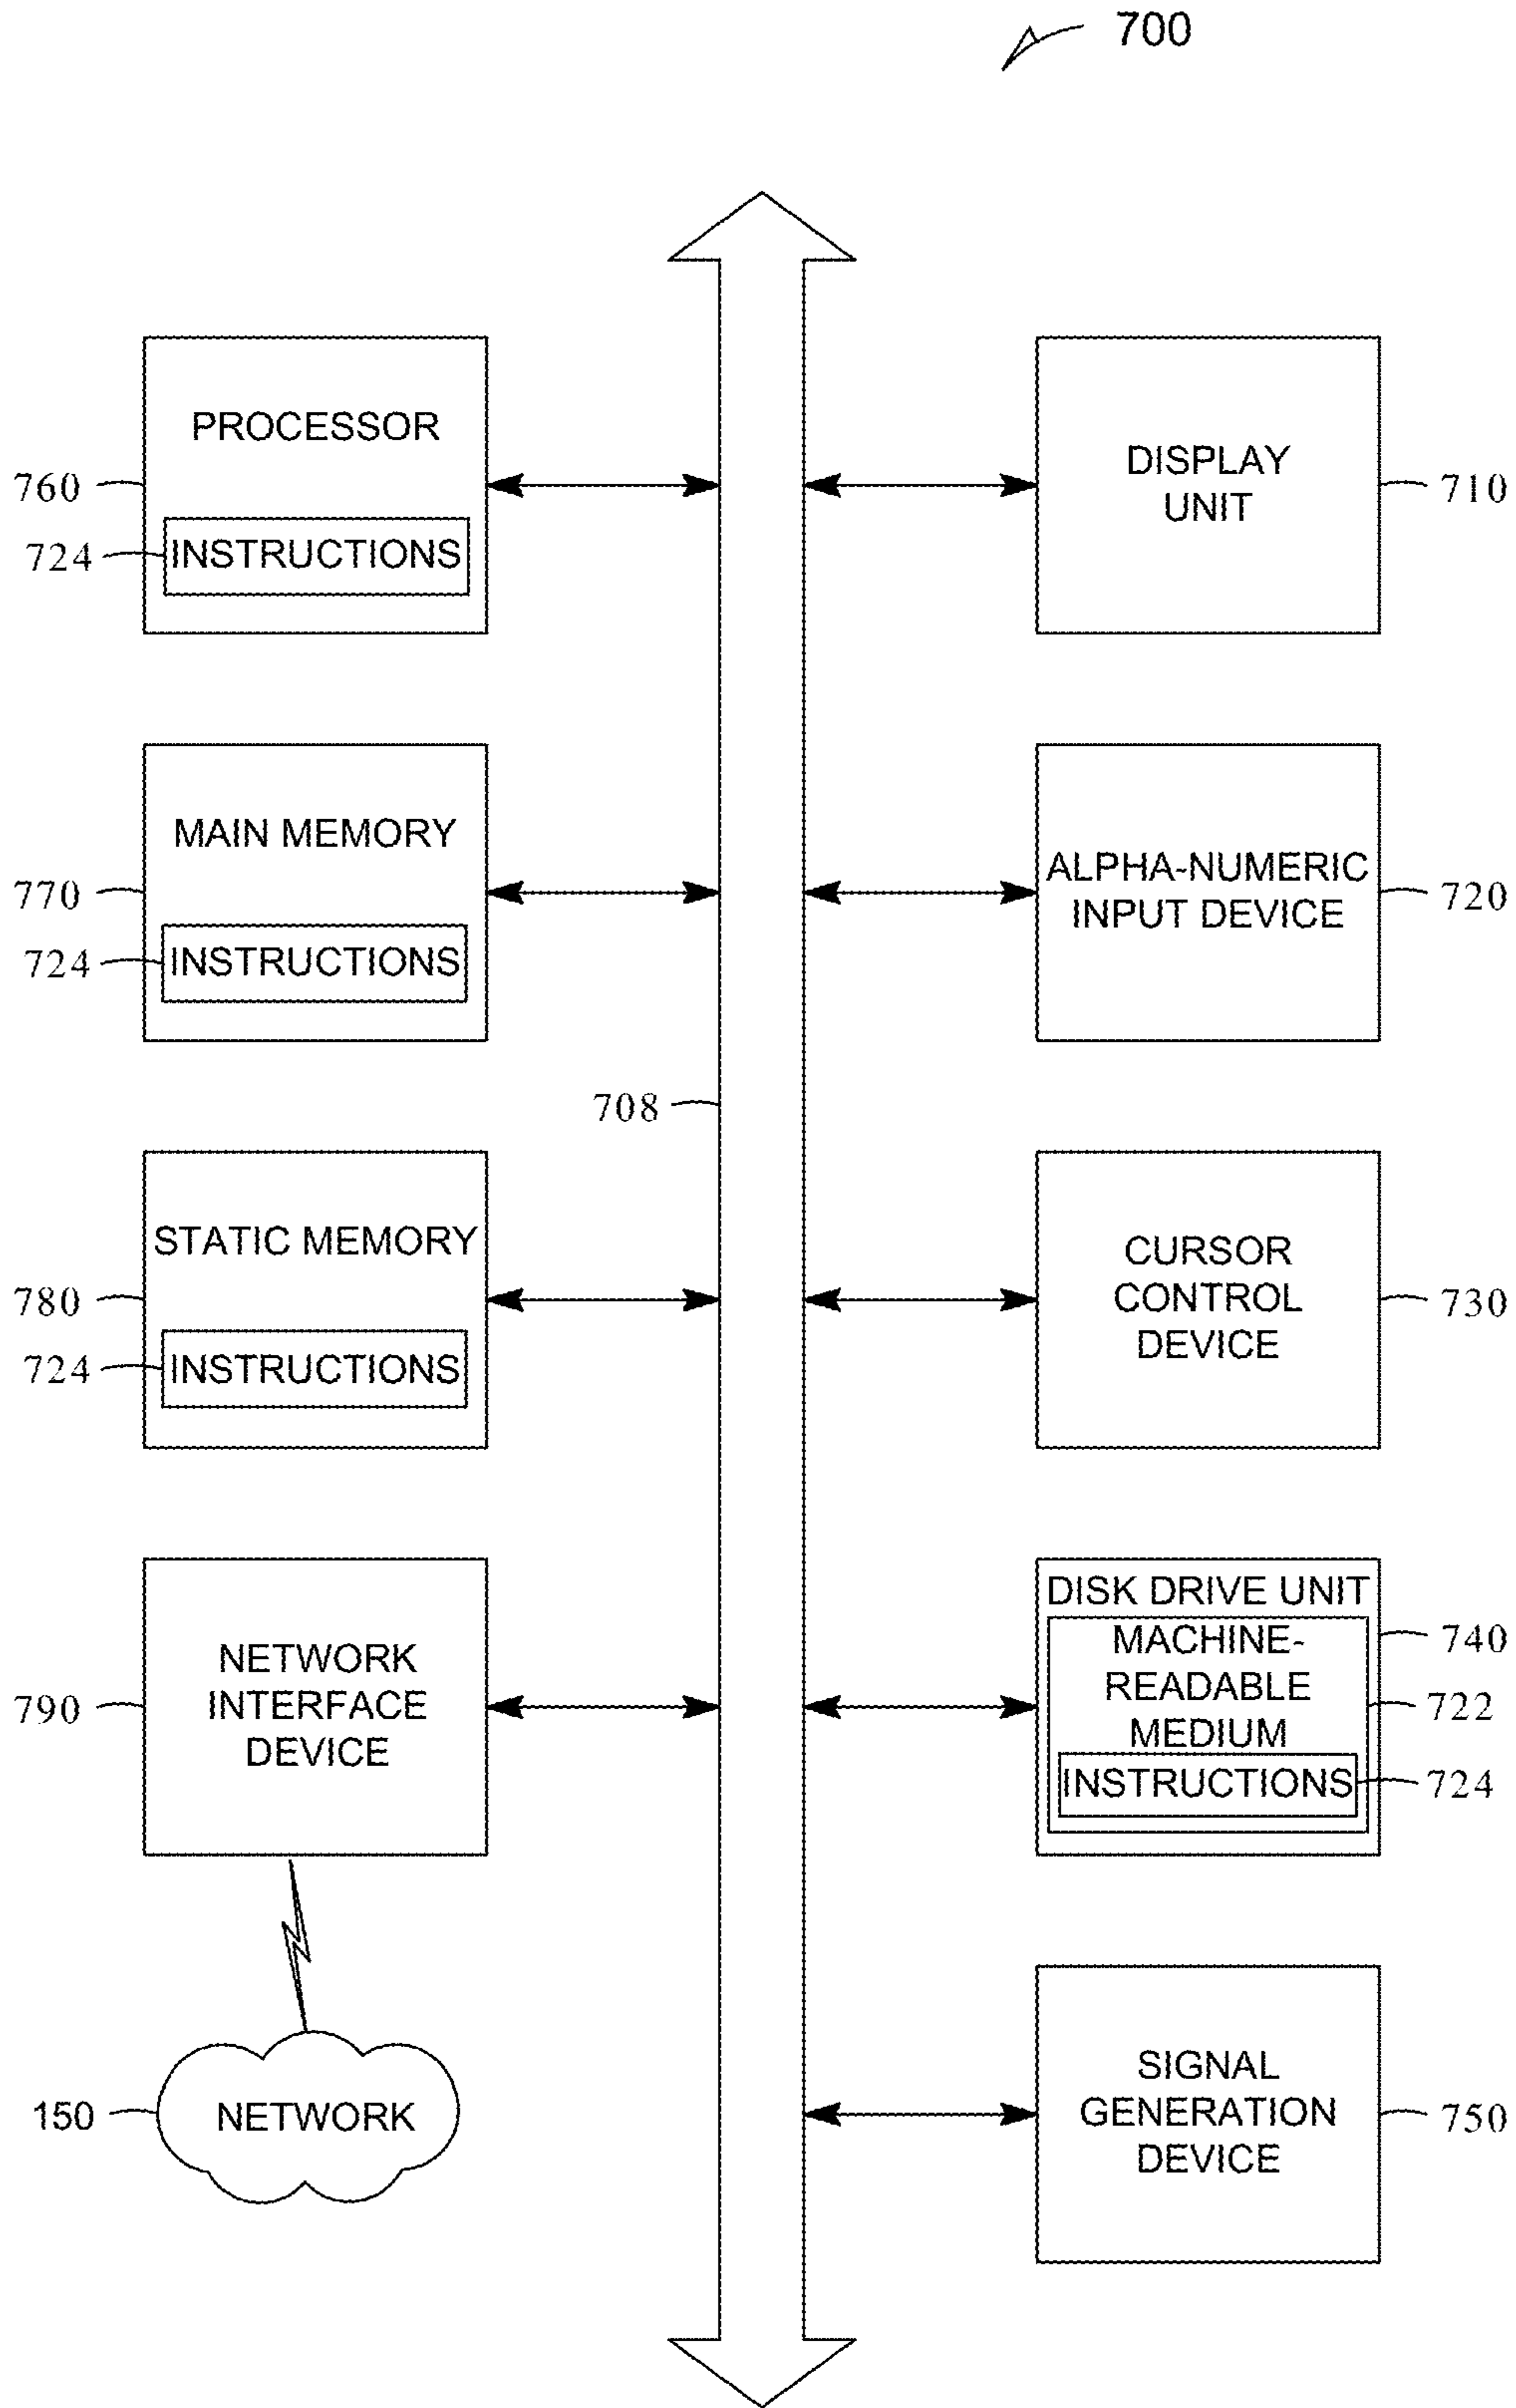 700
PROCESSOR
760
724
INSTRUCTIONS
DISPLAY
UNIT
710
MAIN MEMORY
770
724
INSTRUCTIONS
ALPHA-NUMERIC
INPUT DEVICE
720
708
STATIC MEMORY
780
724
INSTRUCTIONS
CURSOR
CONTROL
DEVICE
730
NETWORK
INTERFACE
DEVICE
790
DISK DRIVE UNIT
740
MACHINE-
READABLE
MEDIUM
722
INSTRUCTIONS
724
150
NETWORK
SIGNAL
GENERATION
DEVICE
750